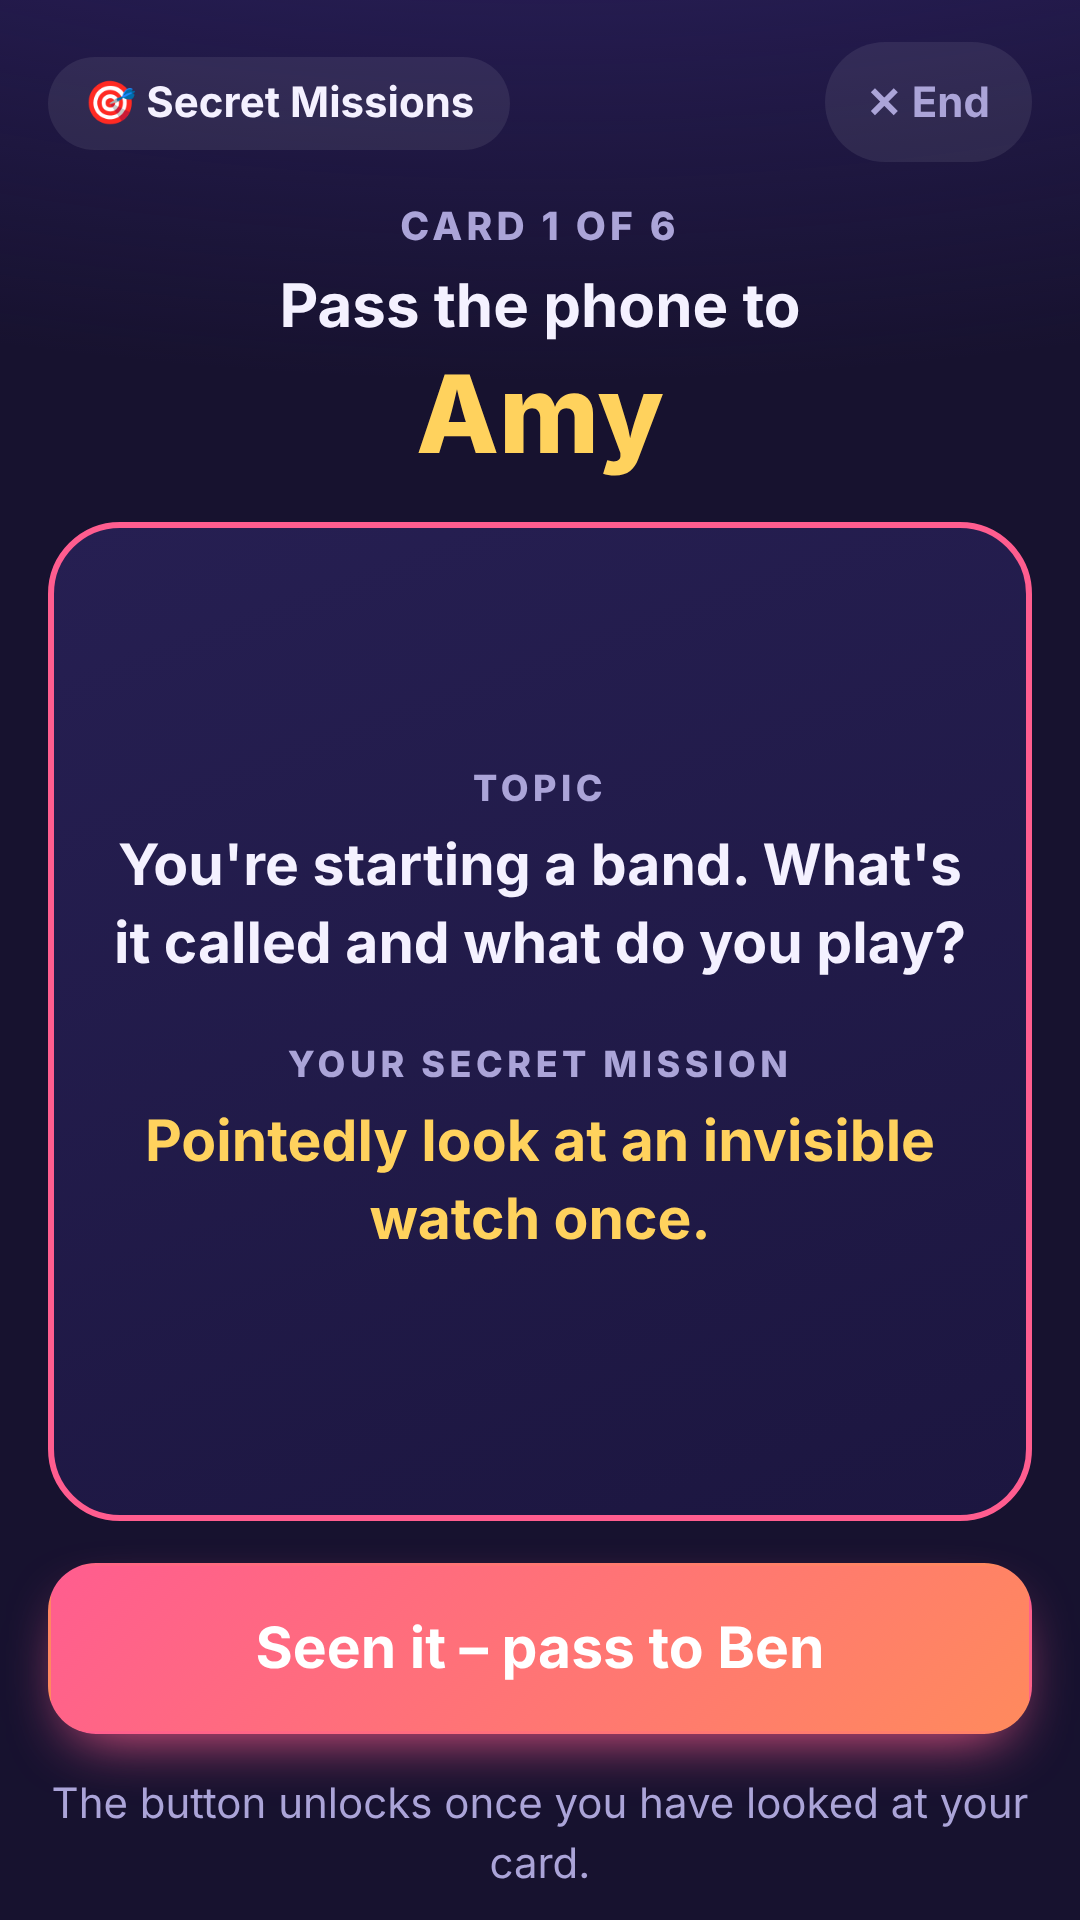 🎯 Secret Missions
✕ End
CARD 1 OF 6
Pass the phone to
Amy
TOPIC
You're starting a band. What's
it called and what do you play?
YOUR SECRET MISSION
Pointedly look at an invisible
watch once.
Seen it – pass to Ben
The button unlocks once you have looked at your
card.